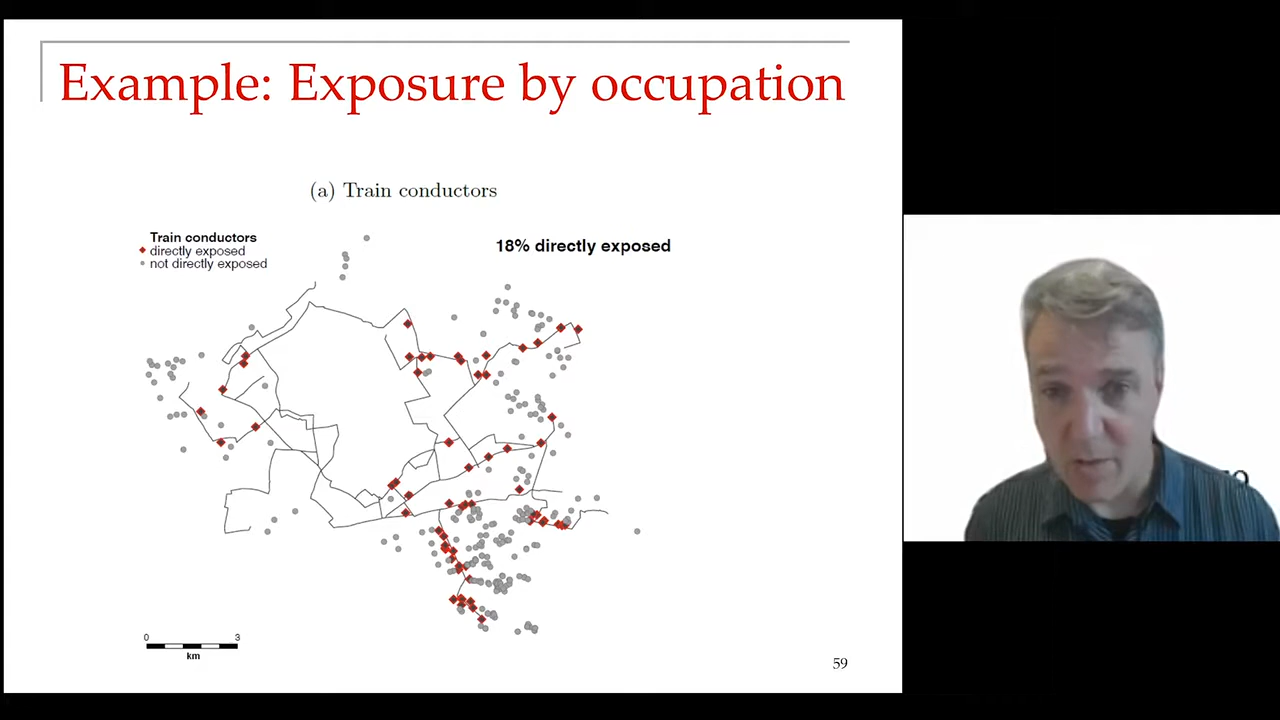 Example: Exposure by occupation
(a) Train conductors
Train conductors
directly exposed
not directly exposed
18% directly exposed
0 3
km
59